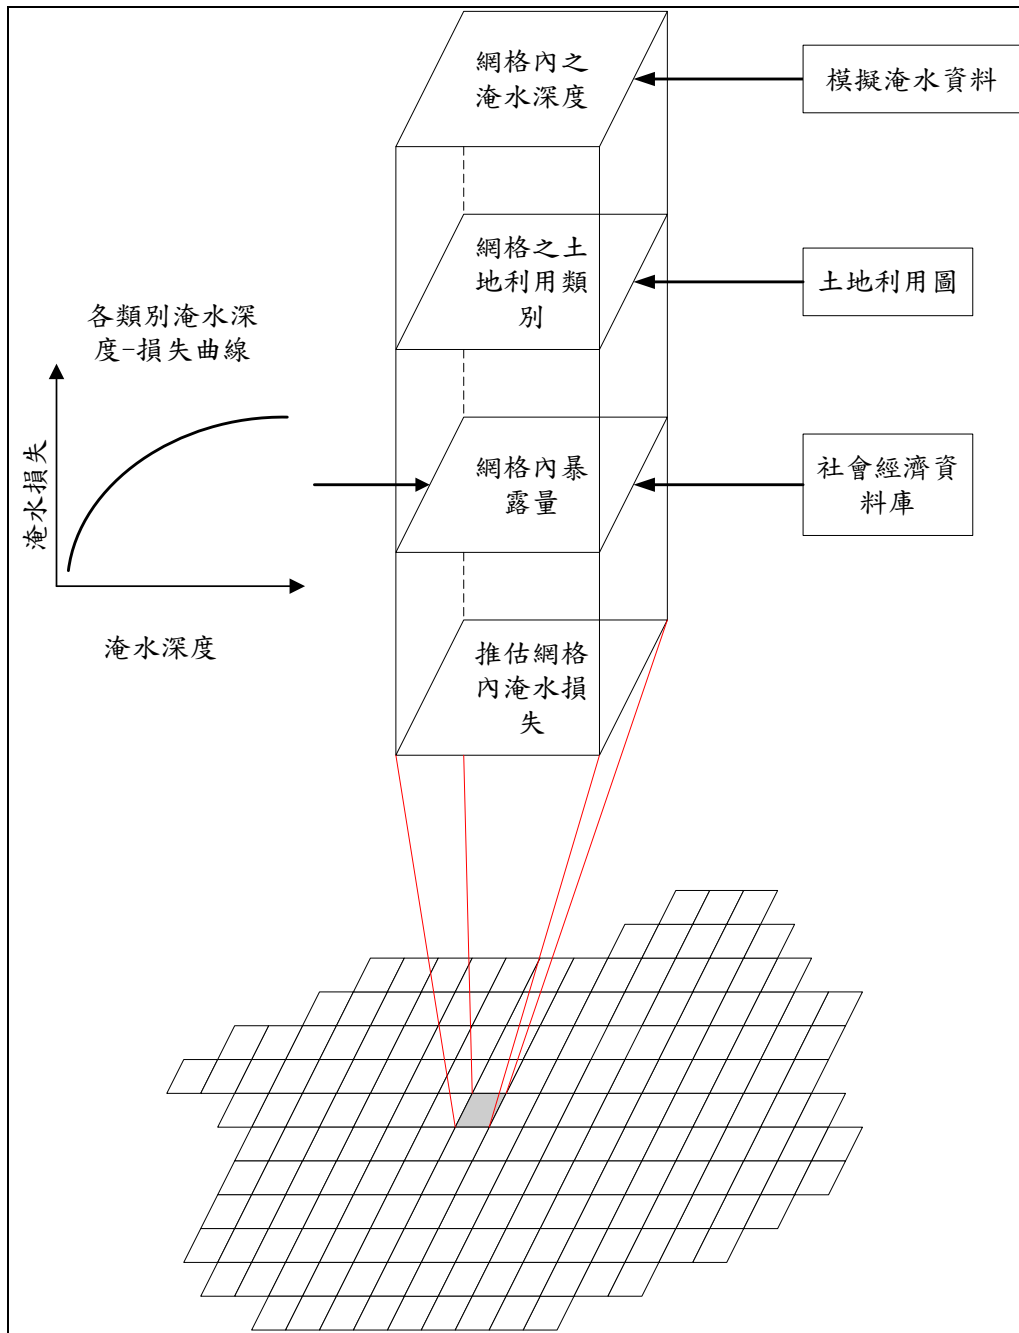 網格內之
淹水深度
模擬淹水資料
網格之土
地利用類
別
土地利用圖
各類別淹水深
度-損失曲線
淹水損失
淹水深度
網格內暴
露量
社會經濟資
料庫
推估網格
內淹水損
失